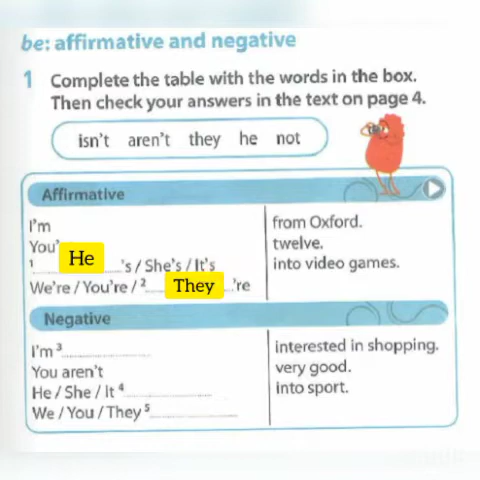 be: affirmative and negative
1 Complete the table with the words in the box.
Then check your answers in the text on page 4.
isn't aren't they he not
Affirmative
I'm
You'
1 He 's / She's / It's
We're / You're / 2 They 're
from Oxford.
twelve.
into video games.
Negative
I'm 3
You aren't
He / She / It 4
We / You / They 5
interested in shopping.
very good.
into sport.